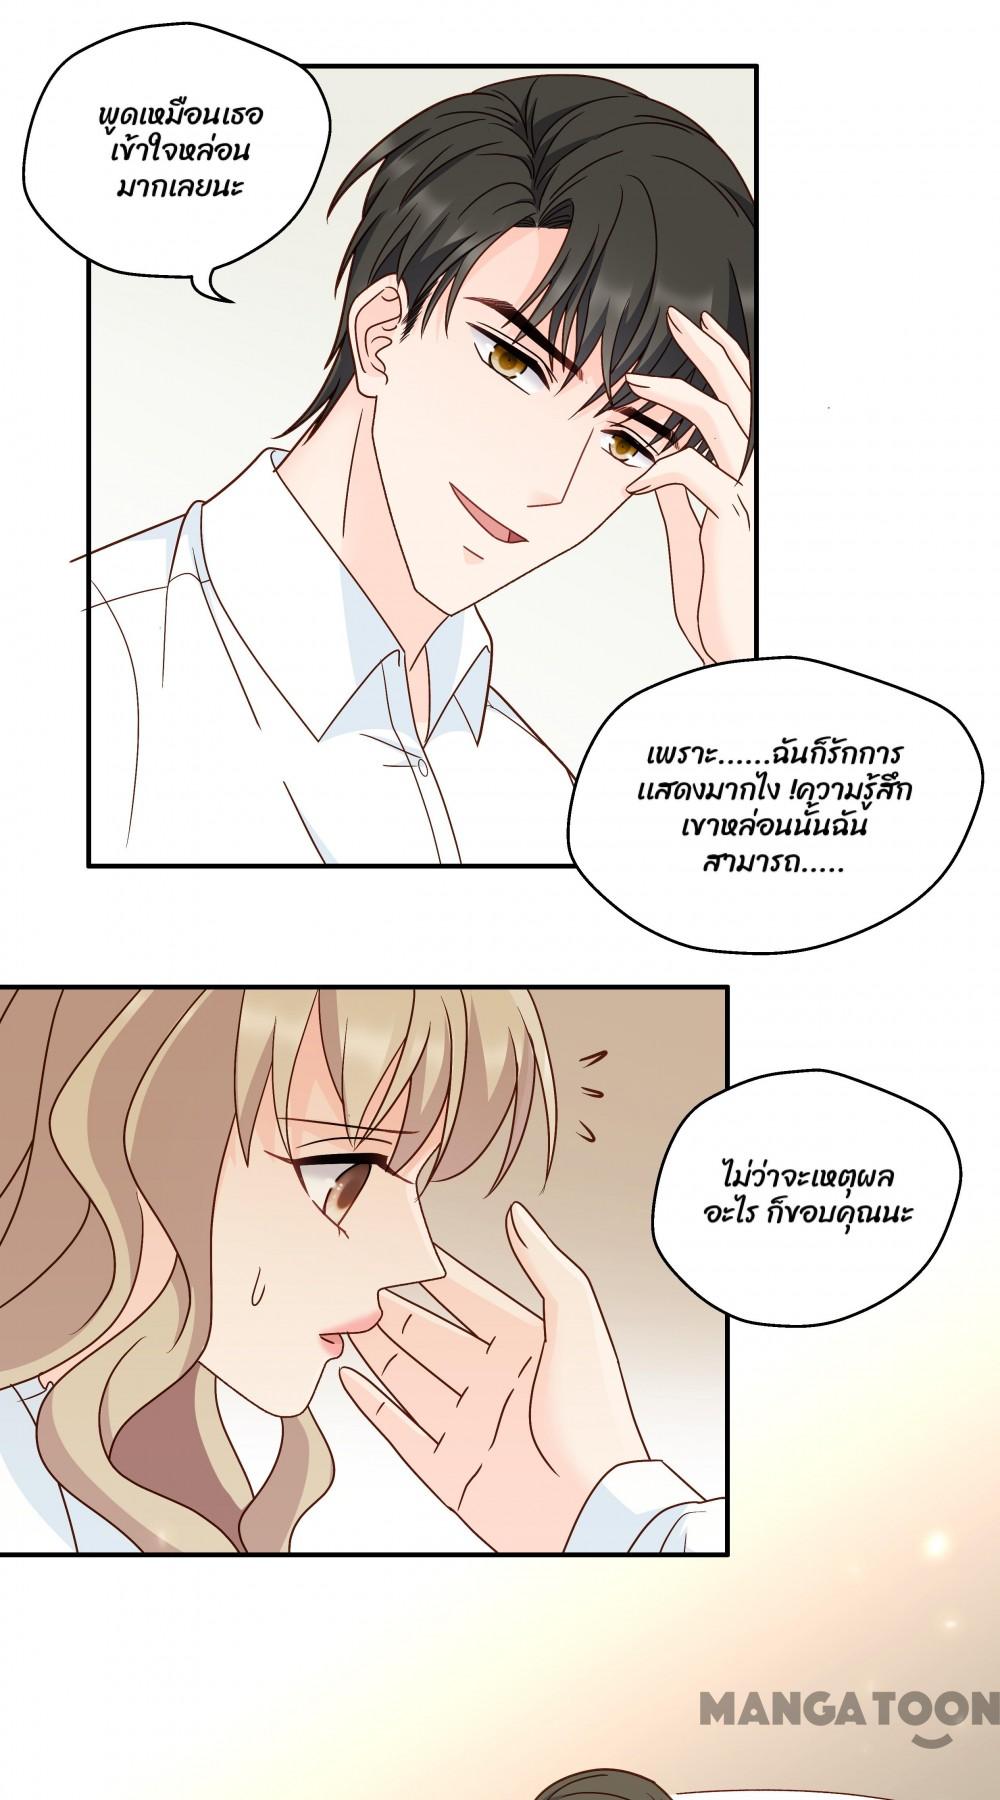 พูดเหมือนเธอ
เข้าใจหล่อน
มากเลยนะ
เพราะ......ฉันก็รักการ
แสดงมากไง !ความรู้สึก
เขาหล่อนนั้นฉัน
สามารถ.....
ไม่ว่าจะเหตุผล
อะไร ก็ขอบคุณนะ
MANGATOON